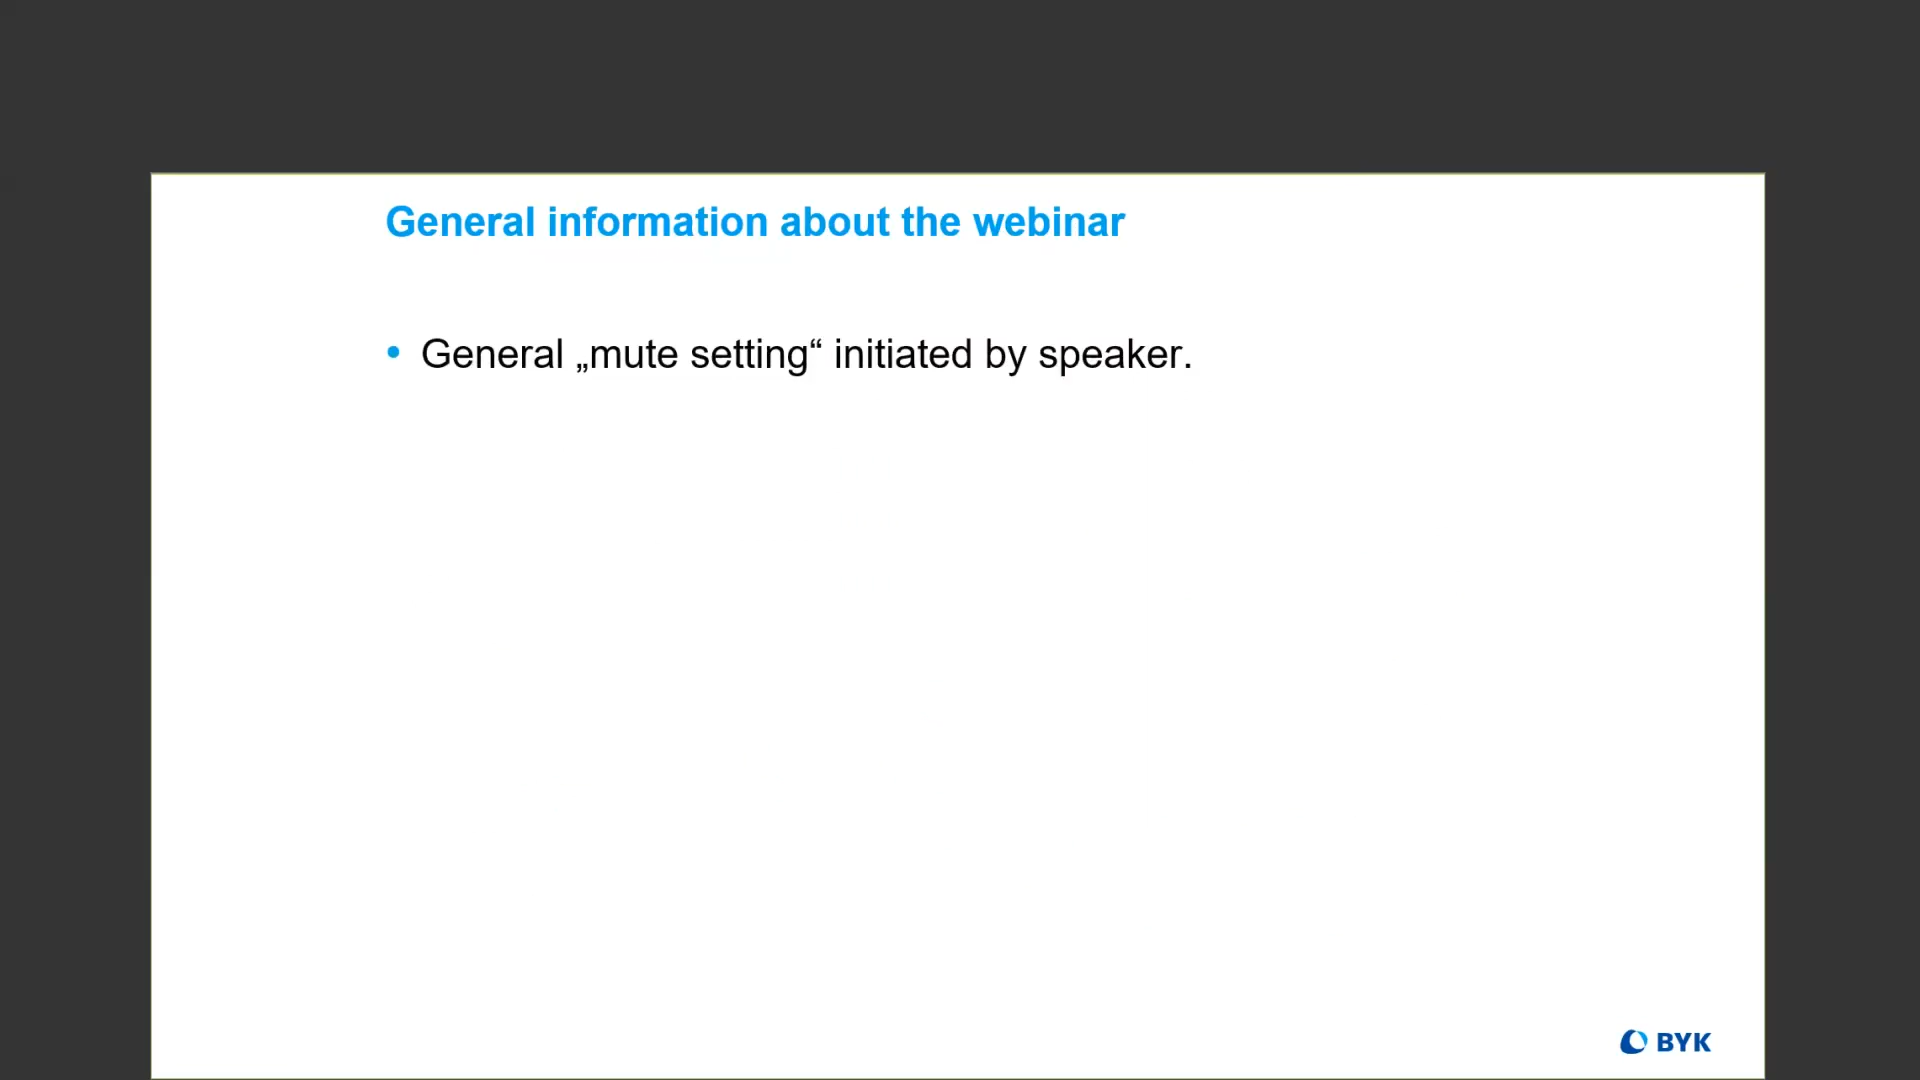 General information about the webinar
• General „mute setting“ initiated by speaker.
BYK